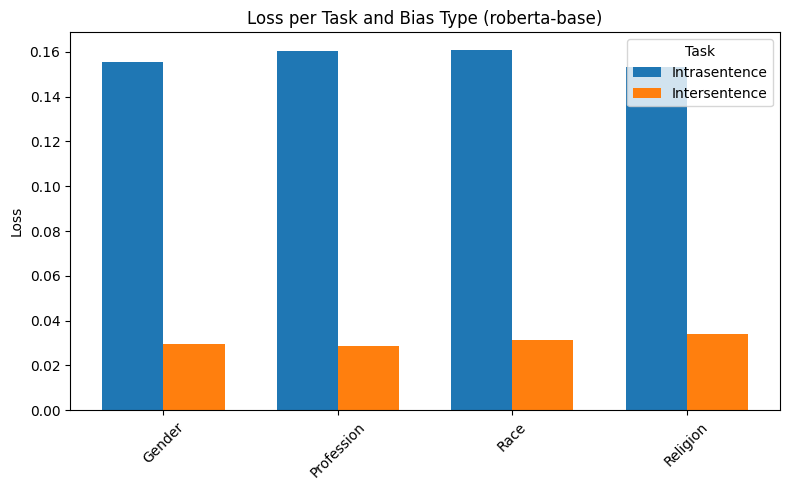 Loss per Task and Bias Type (roberta-base)
Task
Intrasentence
Intersentence
Loss
0.16
0.14
0.12
0.10
0.08
0.06
0.04
0.02
0.00
Gender
Profession
Race
Religion